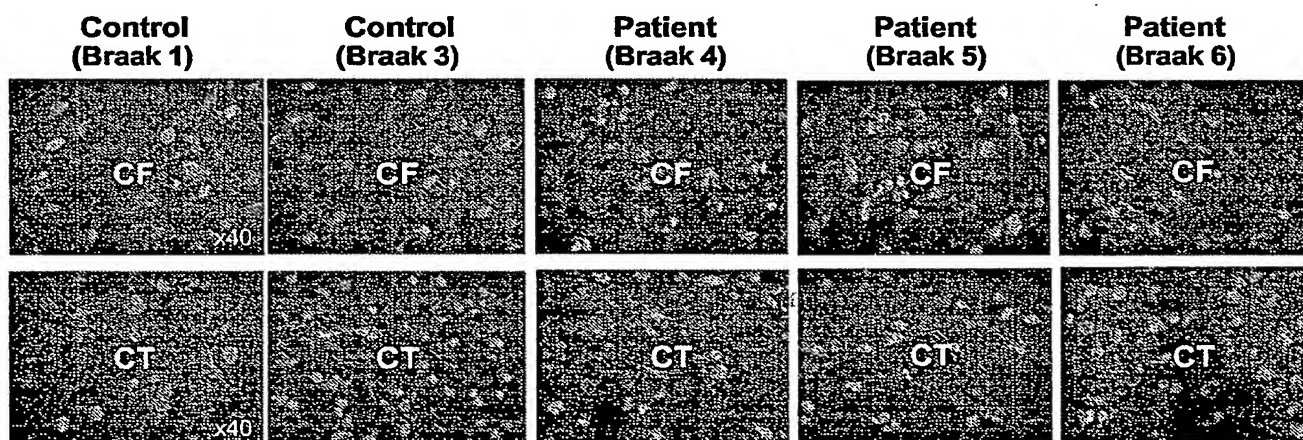 Control
(Braak 1)
Control
(Braak 3)
Patient
(Braak 4)
Patient
(Braak 5)
Patient
(Braak 6)
CF
x40
CF
CF
CF
CF
CT
x40
CT
CT
CT
CT